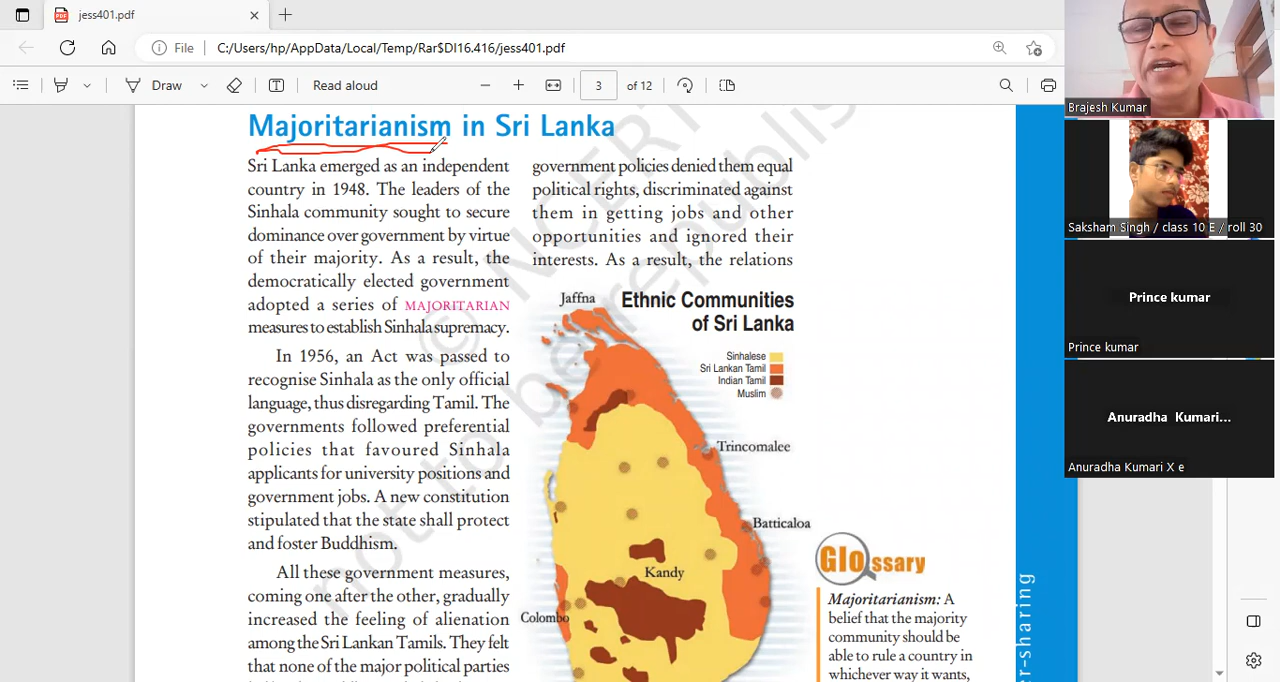 jess401.pdf
File
C:/Users/hp/AppData/Local/Temp/Rar$DI16.416/jess401.pdf
Draw
Read aloud
3
of 12
Majoritarianism in Sri Lanka
Sri Lanka emerged as an independent
country in 1948. The leaders of the
Sinhala community sought to secure
dominance over government by virtue
of their majority. As a result, the
democratically elected government
adopted a series of MAJORITARIAN
measures to establish Sinhala supremacy.
In 1956, an Act was passed to
recognise Sinhala as the only official
language, thus disregarding Tamil. The
governments followed preferential
policies that favoured Sinhala
applicants for university positions and
government jobs. A new constitution
stipulated that the state shall protect
and foster Buddhism.
All these government measures,
coming one after the other, gradually
increased the feeling of alienation
among the Sri Lankan Tamils. They felt
that none of the major political parties
government policies denied them equal
political rights, discriminated against
them in getting jobs and other
opportunities and ignored their
interests. As a result, the relations
Ethnic Communities
of Sri Lanka
Sinhalese
Sri Lankan Tamil
Indian Tamil
Muslim
Jaffna
Trincomalee
Batticaloa
Kandy
Colombo
Glossary
Majoritarianism: A
belief that the majority
community should be
able to rule a country in
whichever way it wants,
r-sharing
© NCERT
not to be republis
Brajesh Kumar
Saksham Singh / class 10 E / roll 30
Prince kumar
Prince kumar
Anuradha Kumari...
Anuradha Kumari X e